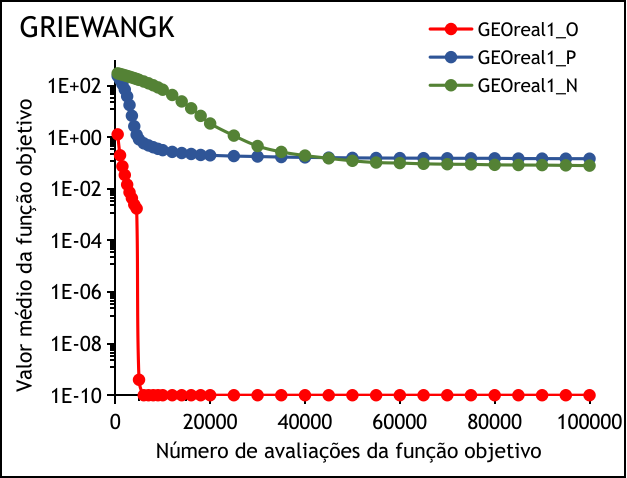 GRIEWANGK
GEOreal1_O
GEOreal1_P
GEOreal1_N
Valor médio da função objetivo
1E+02
1E+00
1E-02
1E-04
1E-06
1E-08
1E-10
0 20000 40000 60000 80000 100000
Número de avaliações da função objetivo